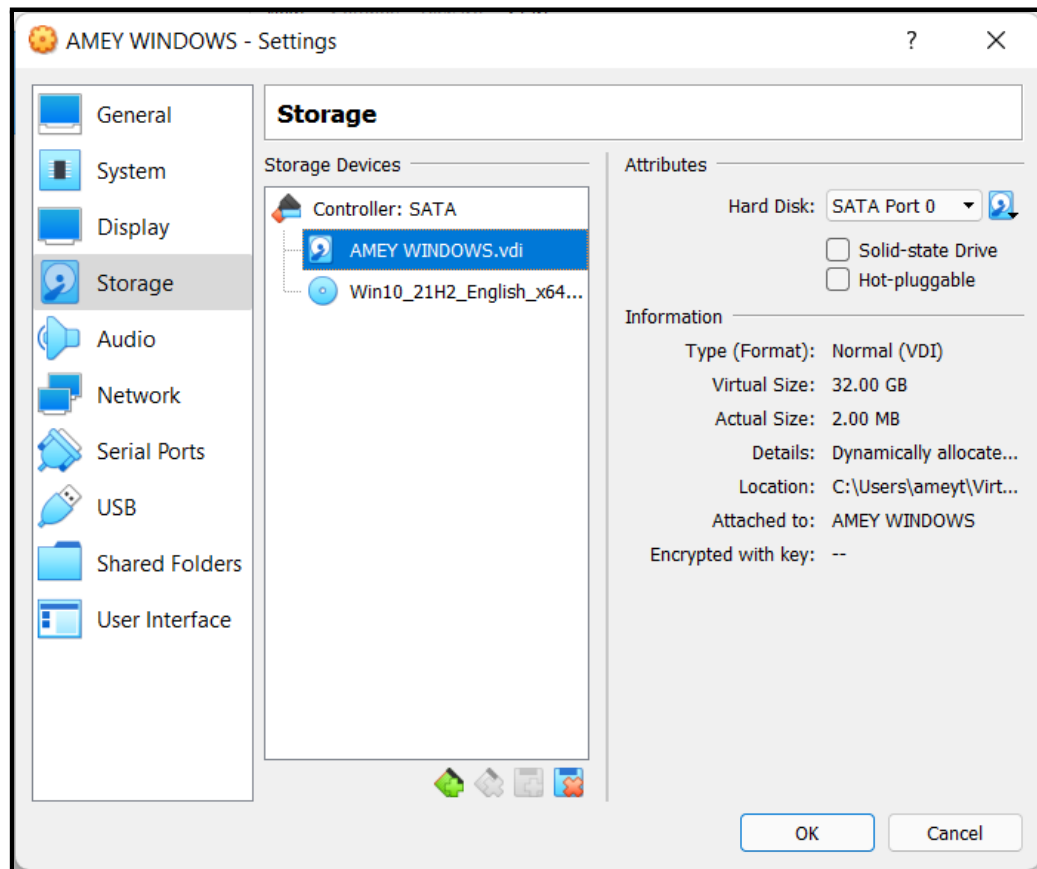 AMEY WINDOWS - Settings ? ×
General
System
Display
Storage
Audio
Network
Serial Ports
USB
Shared Folders
User Interface
Storage
Storage Devices
Controller: SATA
AMEY WINDOWS.vdi
Win10_21H2_English_x64...
Attributes
Hard Disk: SATA Port 0
Solid-state Drive
Hot-pluggable
Information
Type (Format): Normal (VDI)
Virtual Size: 32.00 GB
Actual Size: 2.00 MB
Details: Dynamically allocate...
Location: C:\Users\ameyt\Virt...
Attached to: AMEY WINDOWS
Encrypted with key: --
OK Cancel